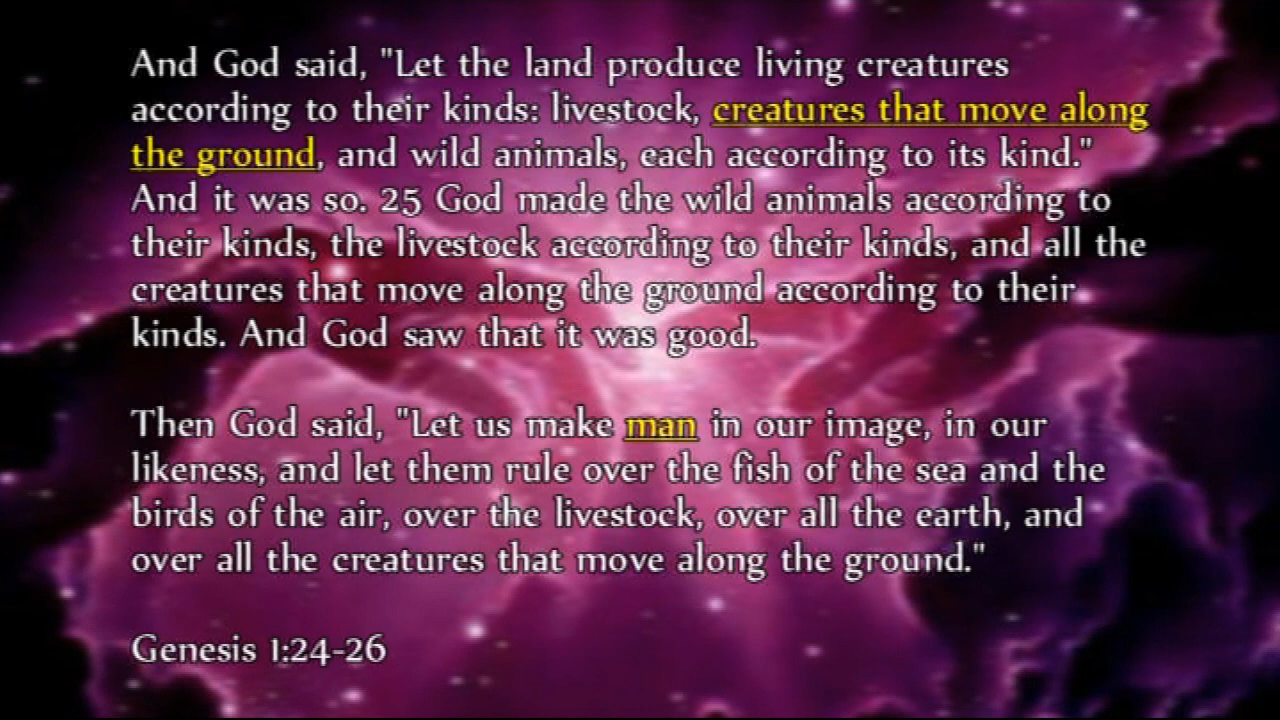 And God said, "Let the land produce living creatures
according to their kinds: livestock, creatures that move along
the ground, and wild animals, each according to its kind."
And it was so. 25 God made the wild animals according to
their kinds, the livestock according to their kinds, and all the
creatures that move along the ground according to their
kinds. And God saw that it was good.
Then God said, "Let us make man in our image, in our
likeness, and let them rule over the fish of the sea and the
birds of the air, over the livestock, over all the earth, and
over all the creatures that move along the ground."
Genesis 1:24-26